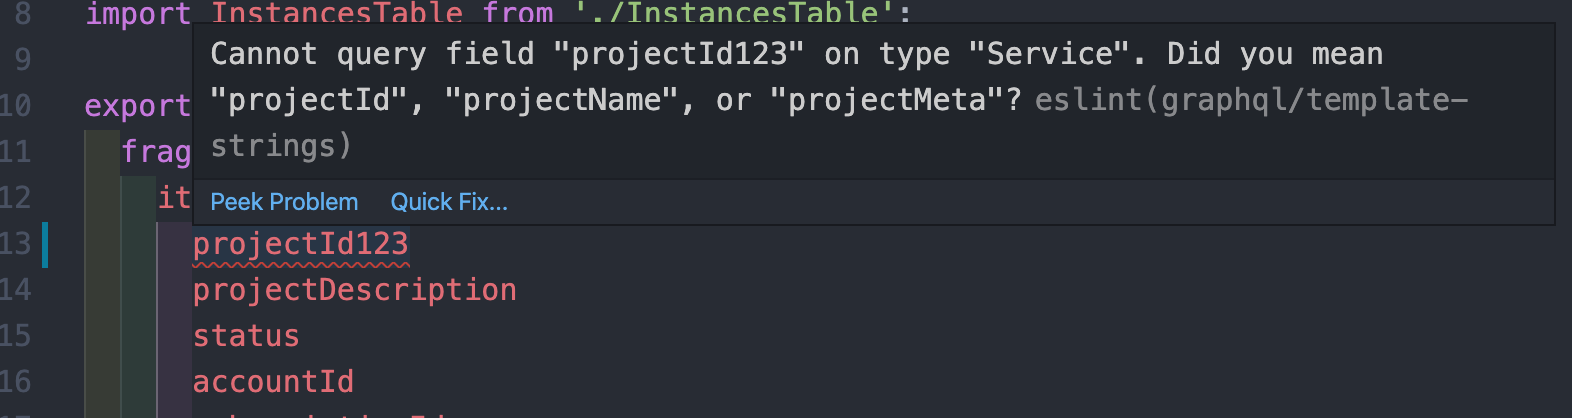 8 import InstancesTable from './InstancesTable';
Cannot query field "projectId123" on type "Service". Did you mean
9
"projectId", "projectName", or "projectMeta"? eslint(graphql/template-
10 export
strings)
11 frag
12 it
Peek Problem Quick Fix...
13 projectId123
14 projectDescription
15 status
16 accountId